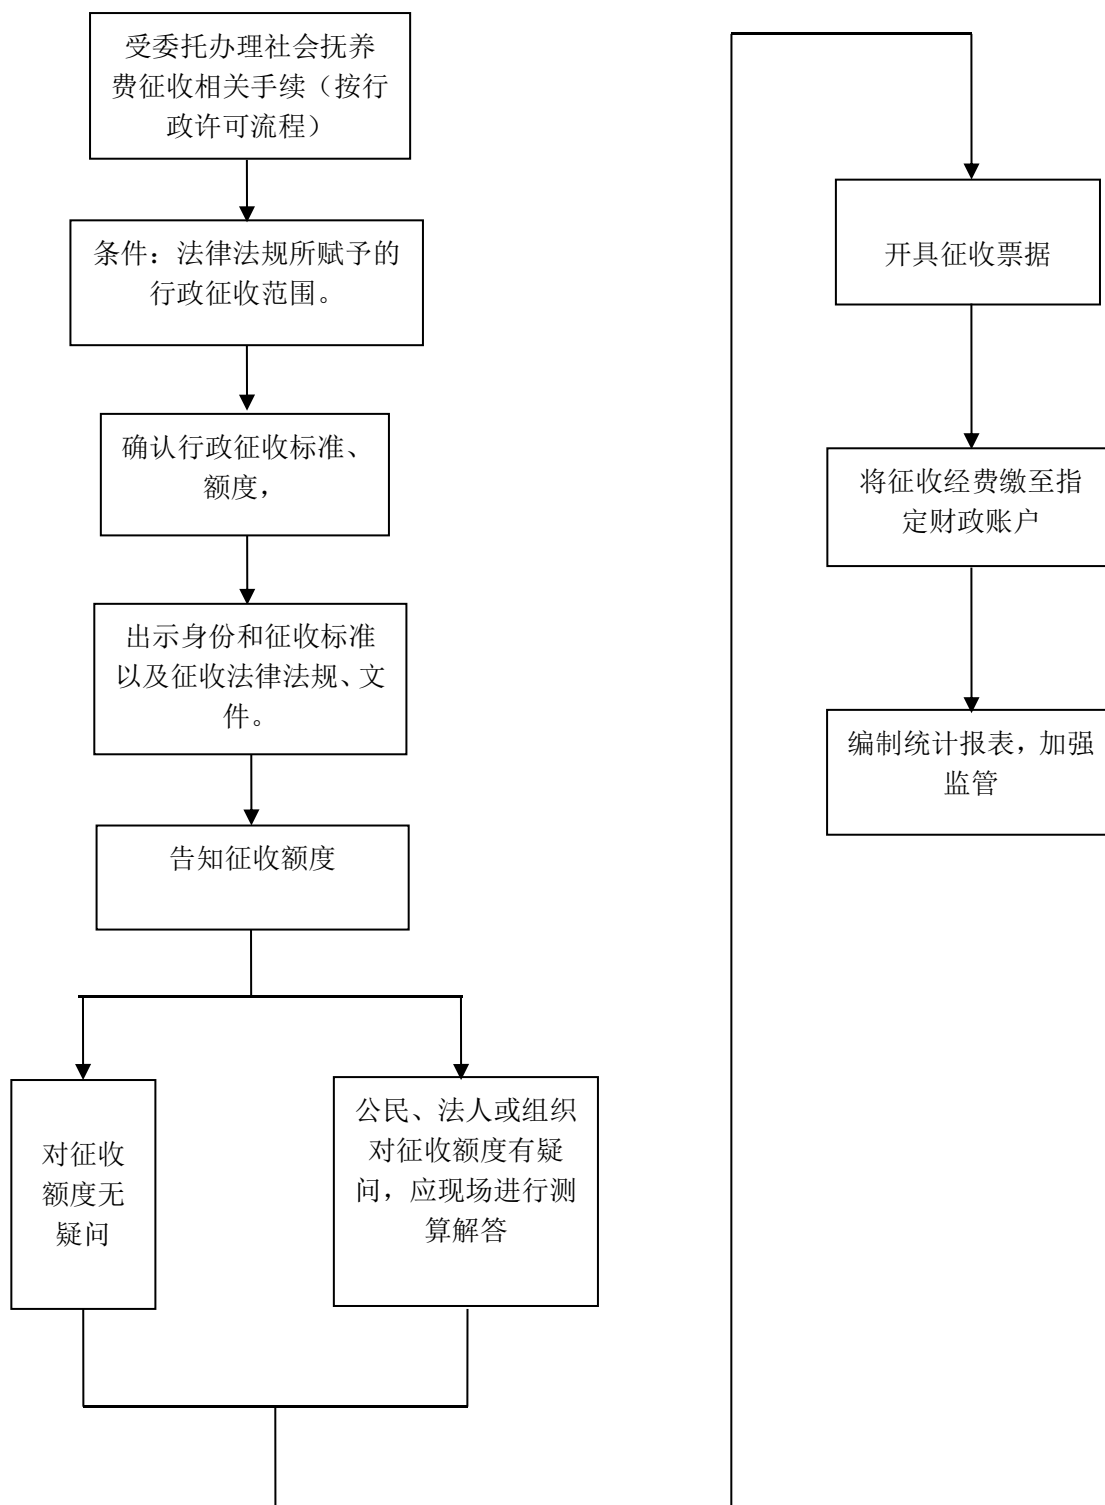 受委托办理社会抚养
费征收相关手续（按行
政许可流程）
条件：法律法规所赋予的
行政征收范围。
确认行政征收标准、
额度，
出示身份和征收标准
以及征收法律法规、文
件。
告知征收额度
对征收
额度无
疑问
公民、法人或组织
对征收额度有疑
问，应现场进行测
算解答
开具征收票据
将征收经费缴至指
定财政账户
编制统计报表，加强
监管